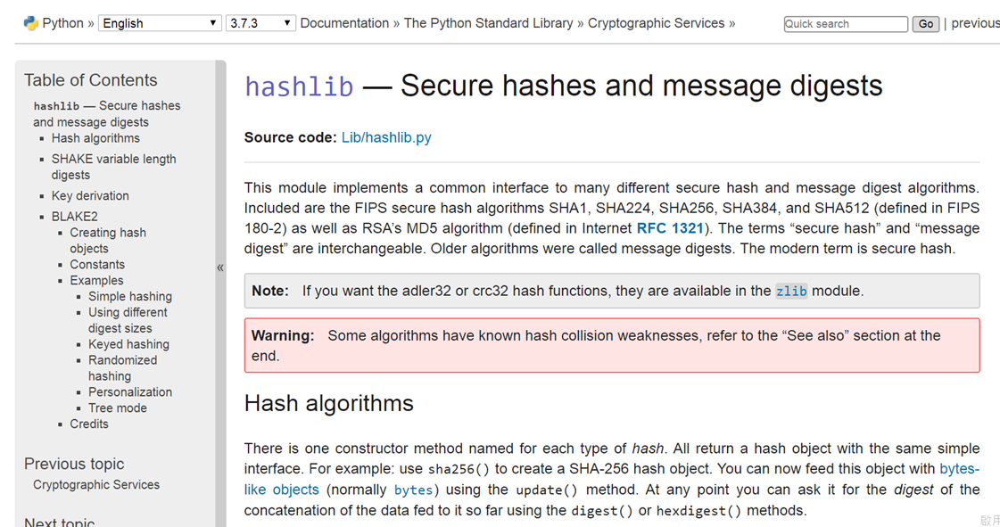 Python » English 3.7.3 Documentation » The Python Standard Library » Cryptographic Services » Quick search Go | previous
Table of Contents
hashlib — Secure hashes
and message digests
Hash algorithms
SHAKE variable length
digests
Key derivation
BLAKE2
Creating hash
objects
Constants
Examples
Simple hashing
Using different
digest sizes
Keyed hashing
Randomized
hashing
Personalization
Tree mode
Credits
Previous topic
Cryptographic Services
Next topic
«
hashlib — Secure hashes and message digests
Source code: Lib/hashlib.py
This module implements a common interface to many different secure hash and message digest algorithms.
Included are the FIPS secure hash algorithms SHA1, SHA224, SHA256, SHA384, and SHA512 (defined in FIPS
180-2) as well as RSA’s MD5 algorithm (defined in Internet RFC 1321). The terms “secure hash” and “message
digest” are interchangeable. Older algorithms were called message digests. The modern term is secure hash.
Note: If you want the adler32 or crc32 hash functions, they are available in the zlib module.
Warning: Some algorithms have known hash collision weaknesses, refer to the “See also” section at the
end.
Hash algorithms
There is one constructor method named for each type of hash. All return a hash object with the same simple
interface. For example: use sha256() to create a SHA-256 hash object. You can now feed this object with bytes-
like objects (normally bytes) using the update() method. At any point you can ask it for the digest of the
concatenation of the data fed to it so far using the digest() or hexdigest() methods.